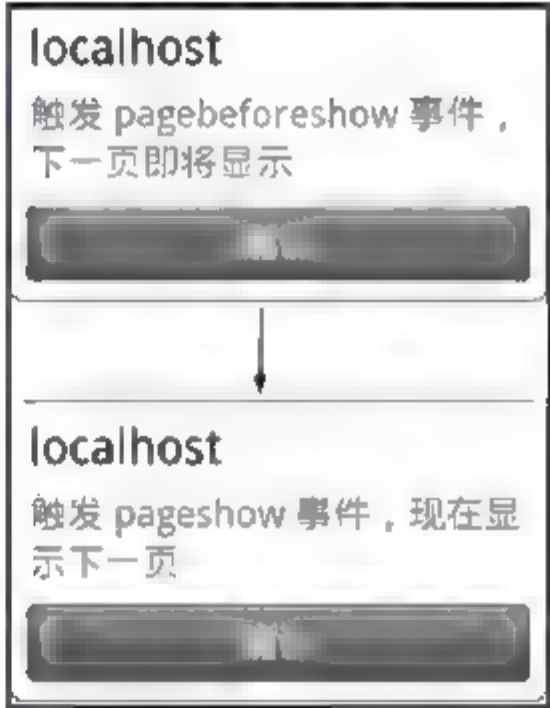 localhost
触发 pagebeforeshow 事件，
下一页即将显示
localhost
触发 pageshow 事件，现在显
示下一页